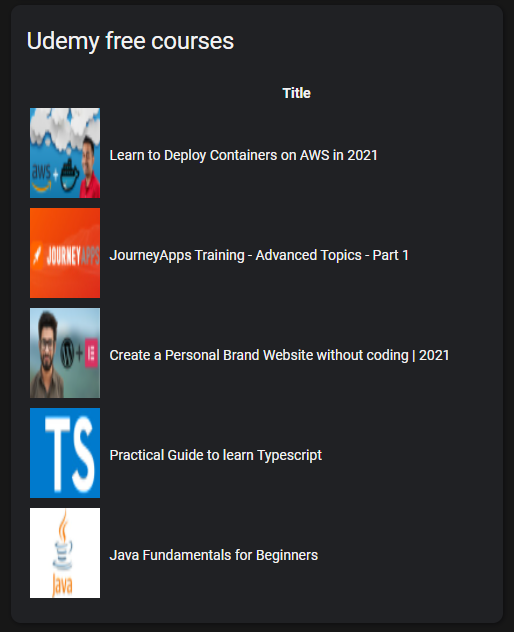 Udemy free courses
Title
aws +
Learn to Deploy Containers on AWS in 2021
JOURNEYAPPS
JourneyApps Training - Advanced Topics - Part 1
W + E
Create a Personal Brand Website without coding | 2021
TS
Practical Guide to learn Typescript
Java
Java Fundamentals for Beginners